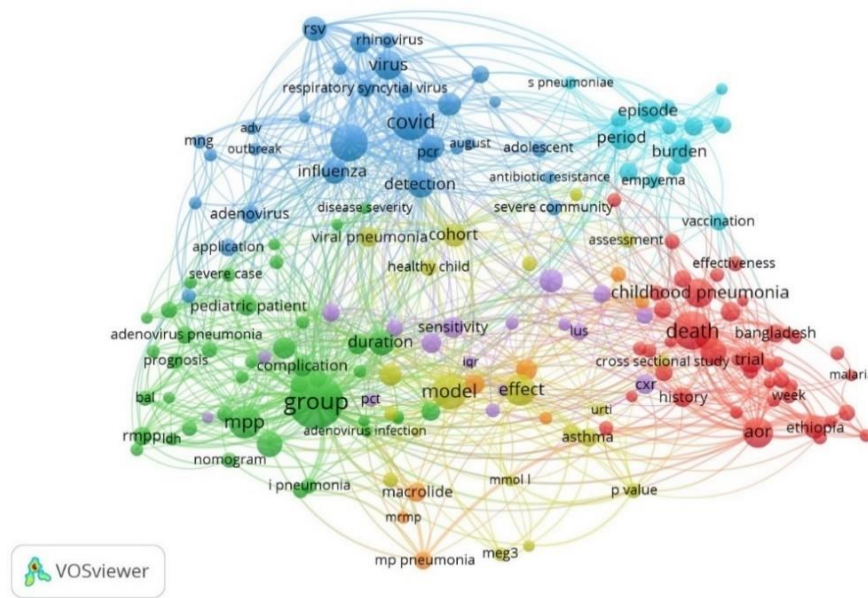 rsv
rhinovirus
virus
respiratory syncytial virus
s pneumoniae
episode
covid
adv
mng
outbreak
pcr
august
adolescent
period
burden
influenza
detection
antibiotic resistance
empyema
disease severity
severe community
adenovirus
vaccination
viral pneumonia
cohort
assessment
application
healthy child
effectiveness
severe case
childhood pneumonia
pediatric patient
adenovirus pneumonia
duration
sensitivity
lus
death
bangladesh
prognosis
complication
iqr
cross sectional study
trial
malaria
bal
group
pct
model
effect
cxr
history
week
mpp
rmpp
ldh
adenovirus infection
urti
asthma
aor
ethiopia
nomogram
i pneumonia
macrolide
mmol l
p value
mrmp
mp pneumonia
meg3
VOSviewer